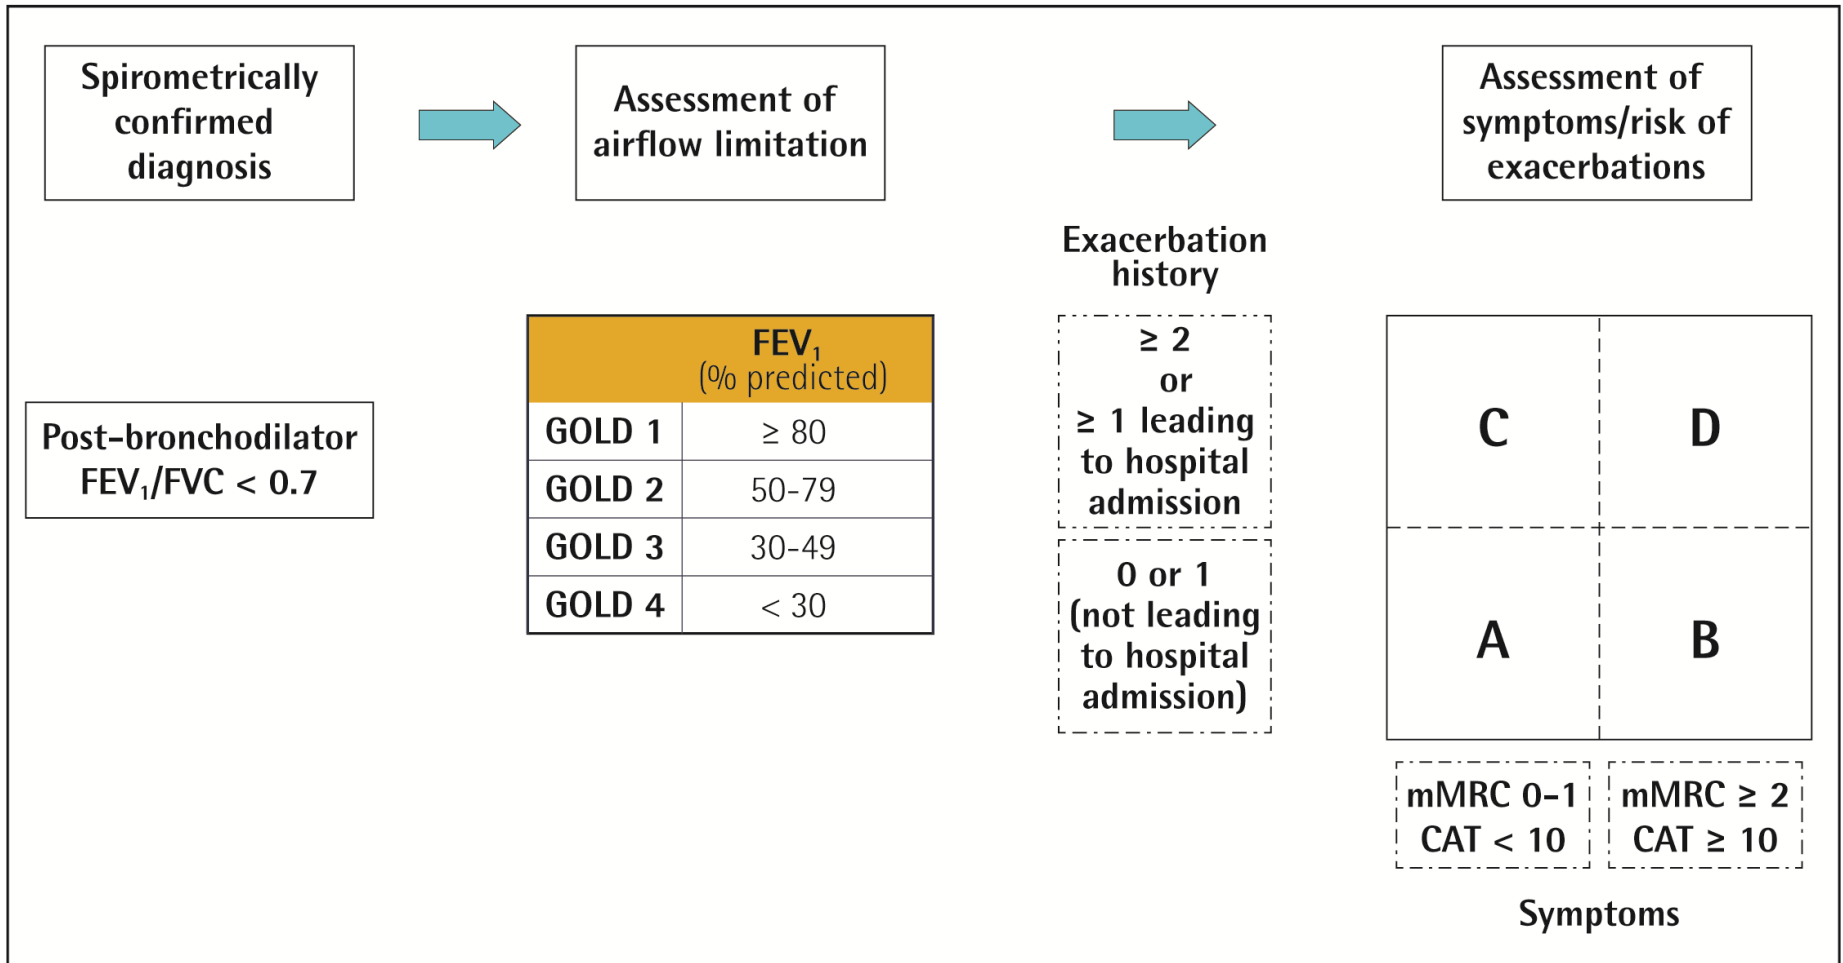 Spirometrically
confirmed
diagnosis
Assessment of
airflow limitation
Assessment of
symptoms/risk of
exacerbations
Post-bronchodilator
FEV₁/FVC < 0.7
FEV₁
(% predicted)
GOLD 1 ≥ 80
GOLD 2 50-79
GOLD 3 30-49
GOLD 4 < 30
Exacerbation
history
≥ 2
or
≥ 1 leading
to hospital
admission
0 or 1
(not leading
to hospital
admission)
C D
A B
mMRC 0-1
CAT < 10
mMRC ≥ 2
CAT ≥ 10
Symptoms